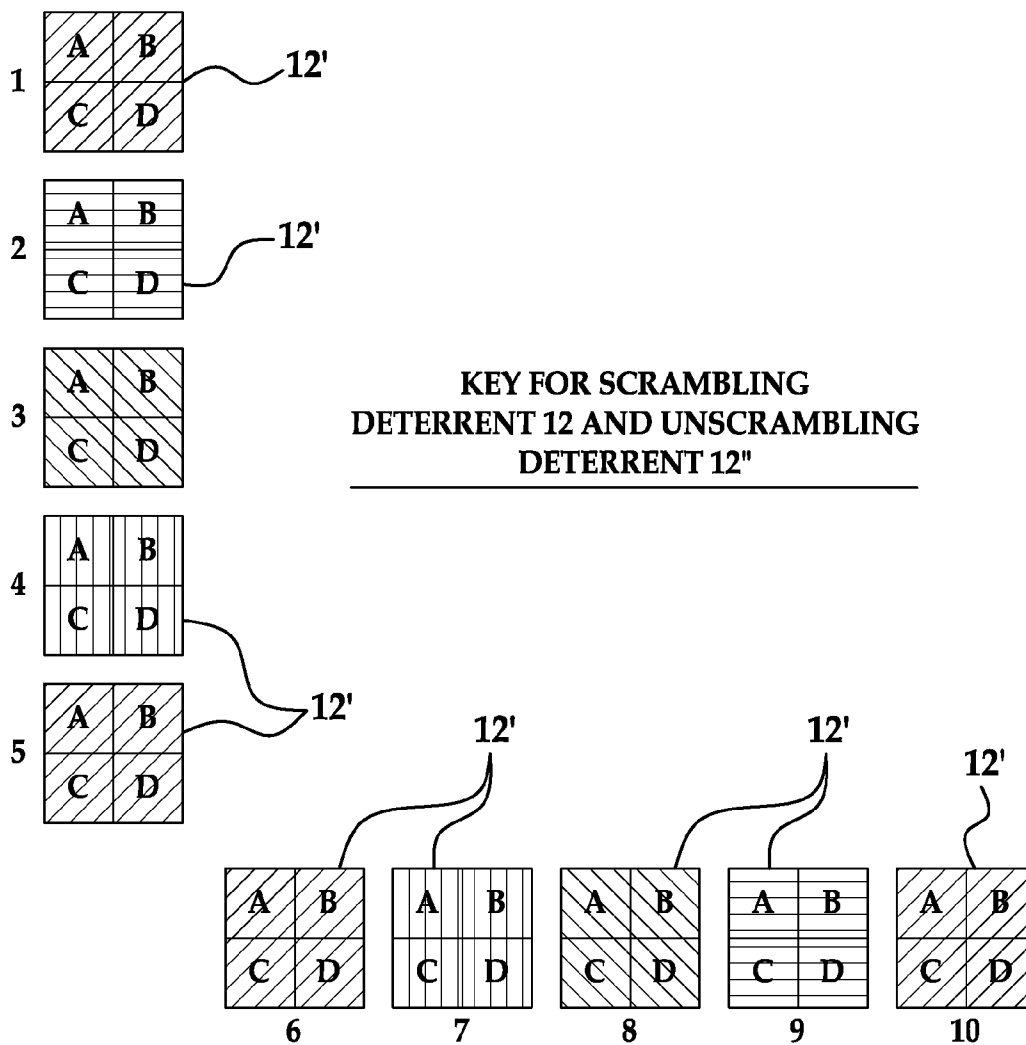 A B
1 12'
C D
A B
2 12'
C D
A B
3
C D
KEY FOR SCRAMBLING
DETERRENT 12 AND UNSCRAMBLING
DETERRENT 12"
A B
4
C D
A B
5 12'
C D
12' 12' 12'
A B A B A B A B A B
C D C D C D C D C D
6 7 8 9 10